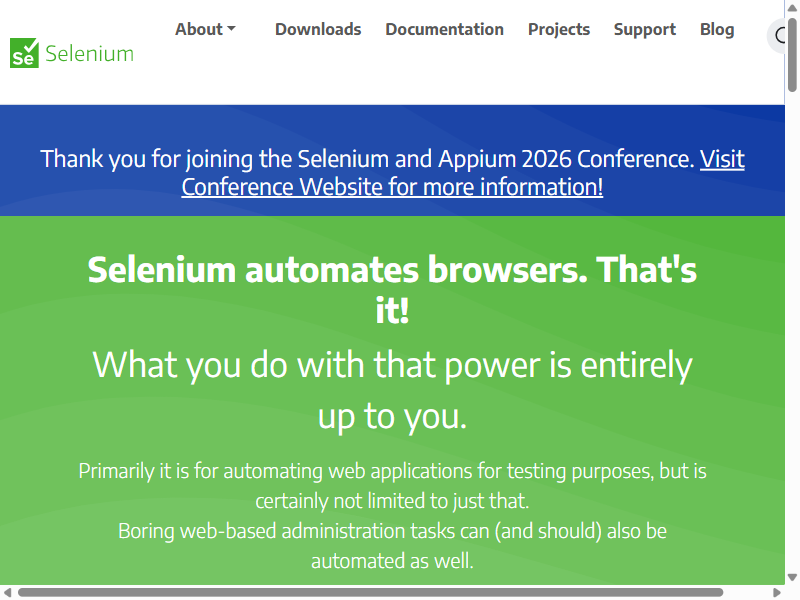 About
Downloads
Documentation
Projects
Support
Blog
Se Selenium
Thank you for joining the Selenium and Appium 2026 Conference. Visit
Conference Website for more information!
Selenium automates browsers. That's
it!
What you do with that power is entirely
up to you.
Primarily it is for automating web applications for testing purposes, but is
certainly not limited to just that.
Boring web-based administration tasks can (and should) also be
automated as well.